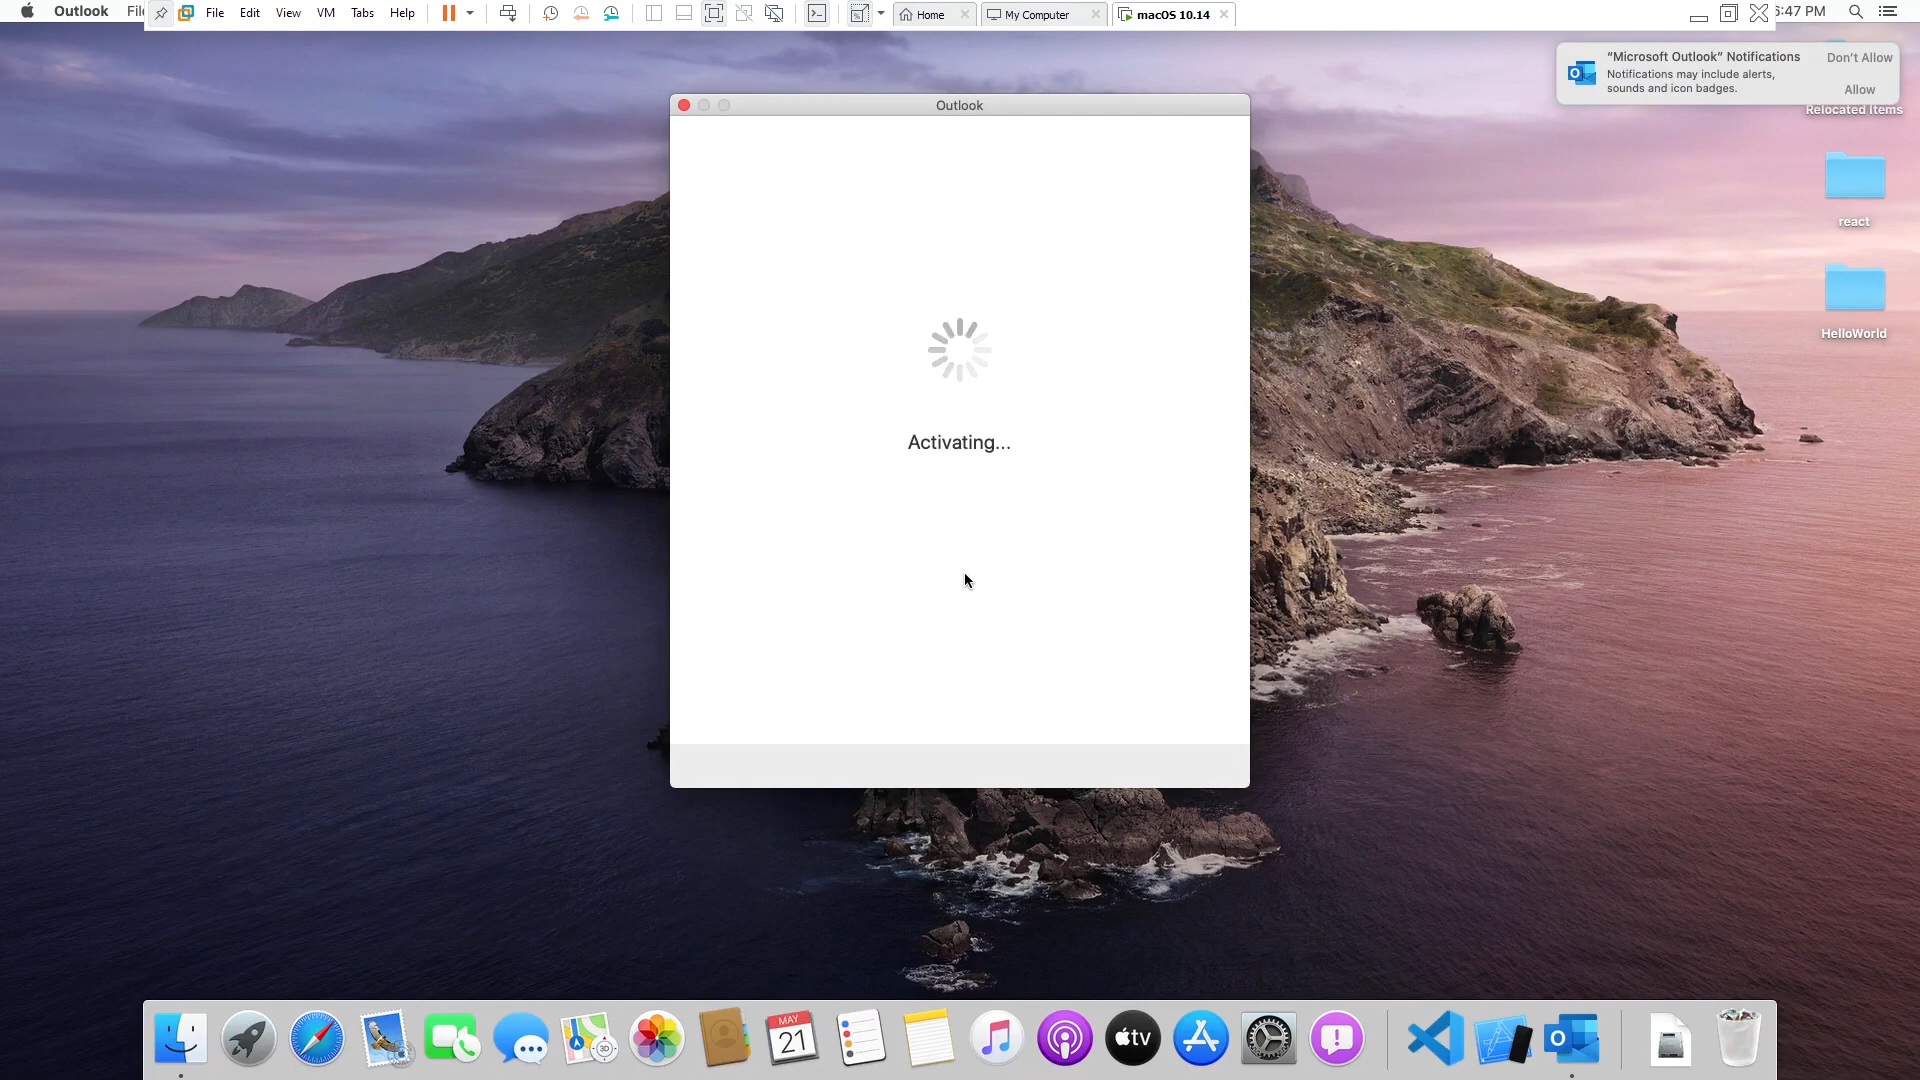 Outlook
File
Edit
View
VM
Tabs
Help
Home
My Computer
macOS 10.14
6:47 PM
"Microsoft Outlook" Notifications
Notifications may include alerts,
sounds and icon badges.
Don't Allow
Allow
Relocated Items
react
HelloWorld
Outlook
Activating...
MAY
21
3D
tv